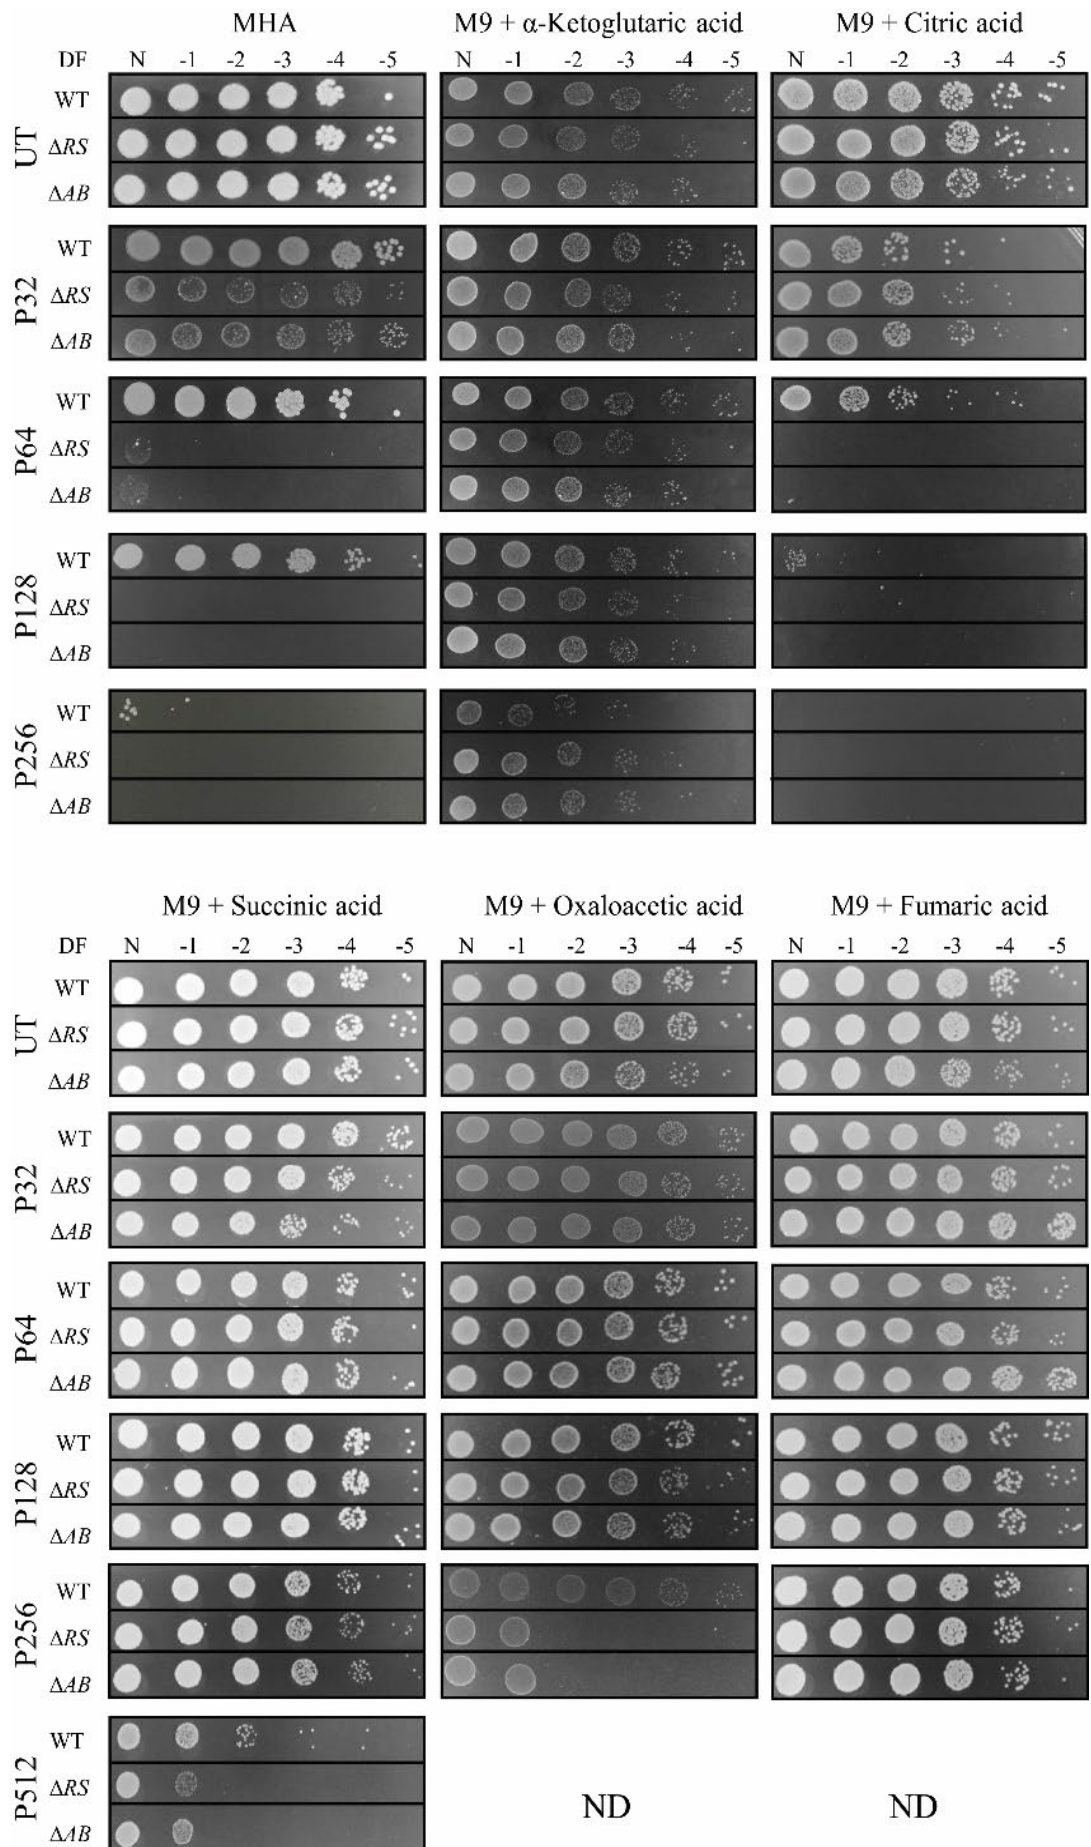 MHA M9 + α-Ketoglutaric acid M9 + Citric acid
DF N -1 -2 -3 -4 -5 N -1 -2 -3 -4 -5 N -1 -2 -3 -4 -5
UT
WT
ΔRS
ΔAB
P32
WT
ΔRS
ΔAB
P64
WT
ΔRS
ΔAB
P128
WT
ΔRS
ΔAB
P256
WT
ΔRS
ΔAB
M9 + Succinic acid M9 + Oxaloacetic acid M9 + Fumaric acid
DF N -1 -2 -3 -4 -5 N -1 -2 -3 -4 -5 N -1 -2 -3 -4 -5
UT
WT
ΔRS
ΔAB
P32
WT
ΔRS
ΔAB
P64
WT
ΔRS
ΔAB
P128
WT
ΔRS
ΔAB
P256
WT
ΔRS
ΔAB
P512
WT
ΔRS
ΔAB
ND ND